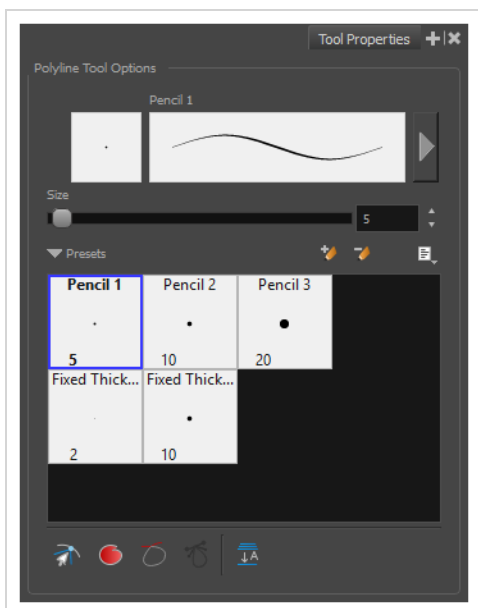 Tool Properties
Polyline Tool Options
Pencil 1
Size
5
Presets
Pencil 1 Pencil 2 Pencil 3
5 10 20
Fixed Thick... Fixed Thick...
2 10
A